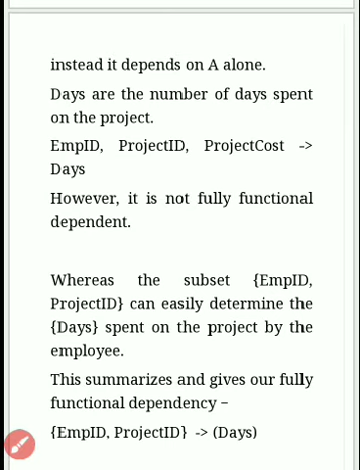 instead it depends on A alone.
Days are the number of days spent
on the project.
EmpID, ProjectID, ProjectCost ->
Days
However, it is not fully functional
dependent.
Whereas the subset {EmpID,
ProjectID} can easily determine the
{Days} spent on the project by the
employee.
This summarizes and gives our fully
functional dependency −
{EmpID, ProjectID} -> (Days)